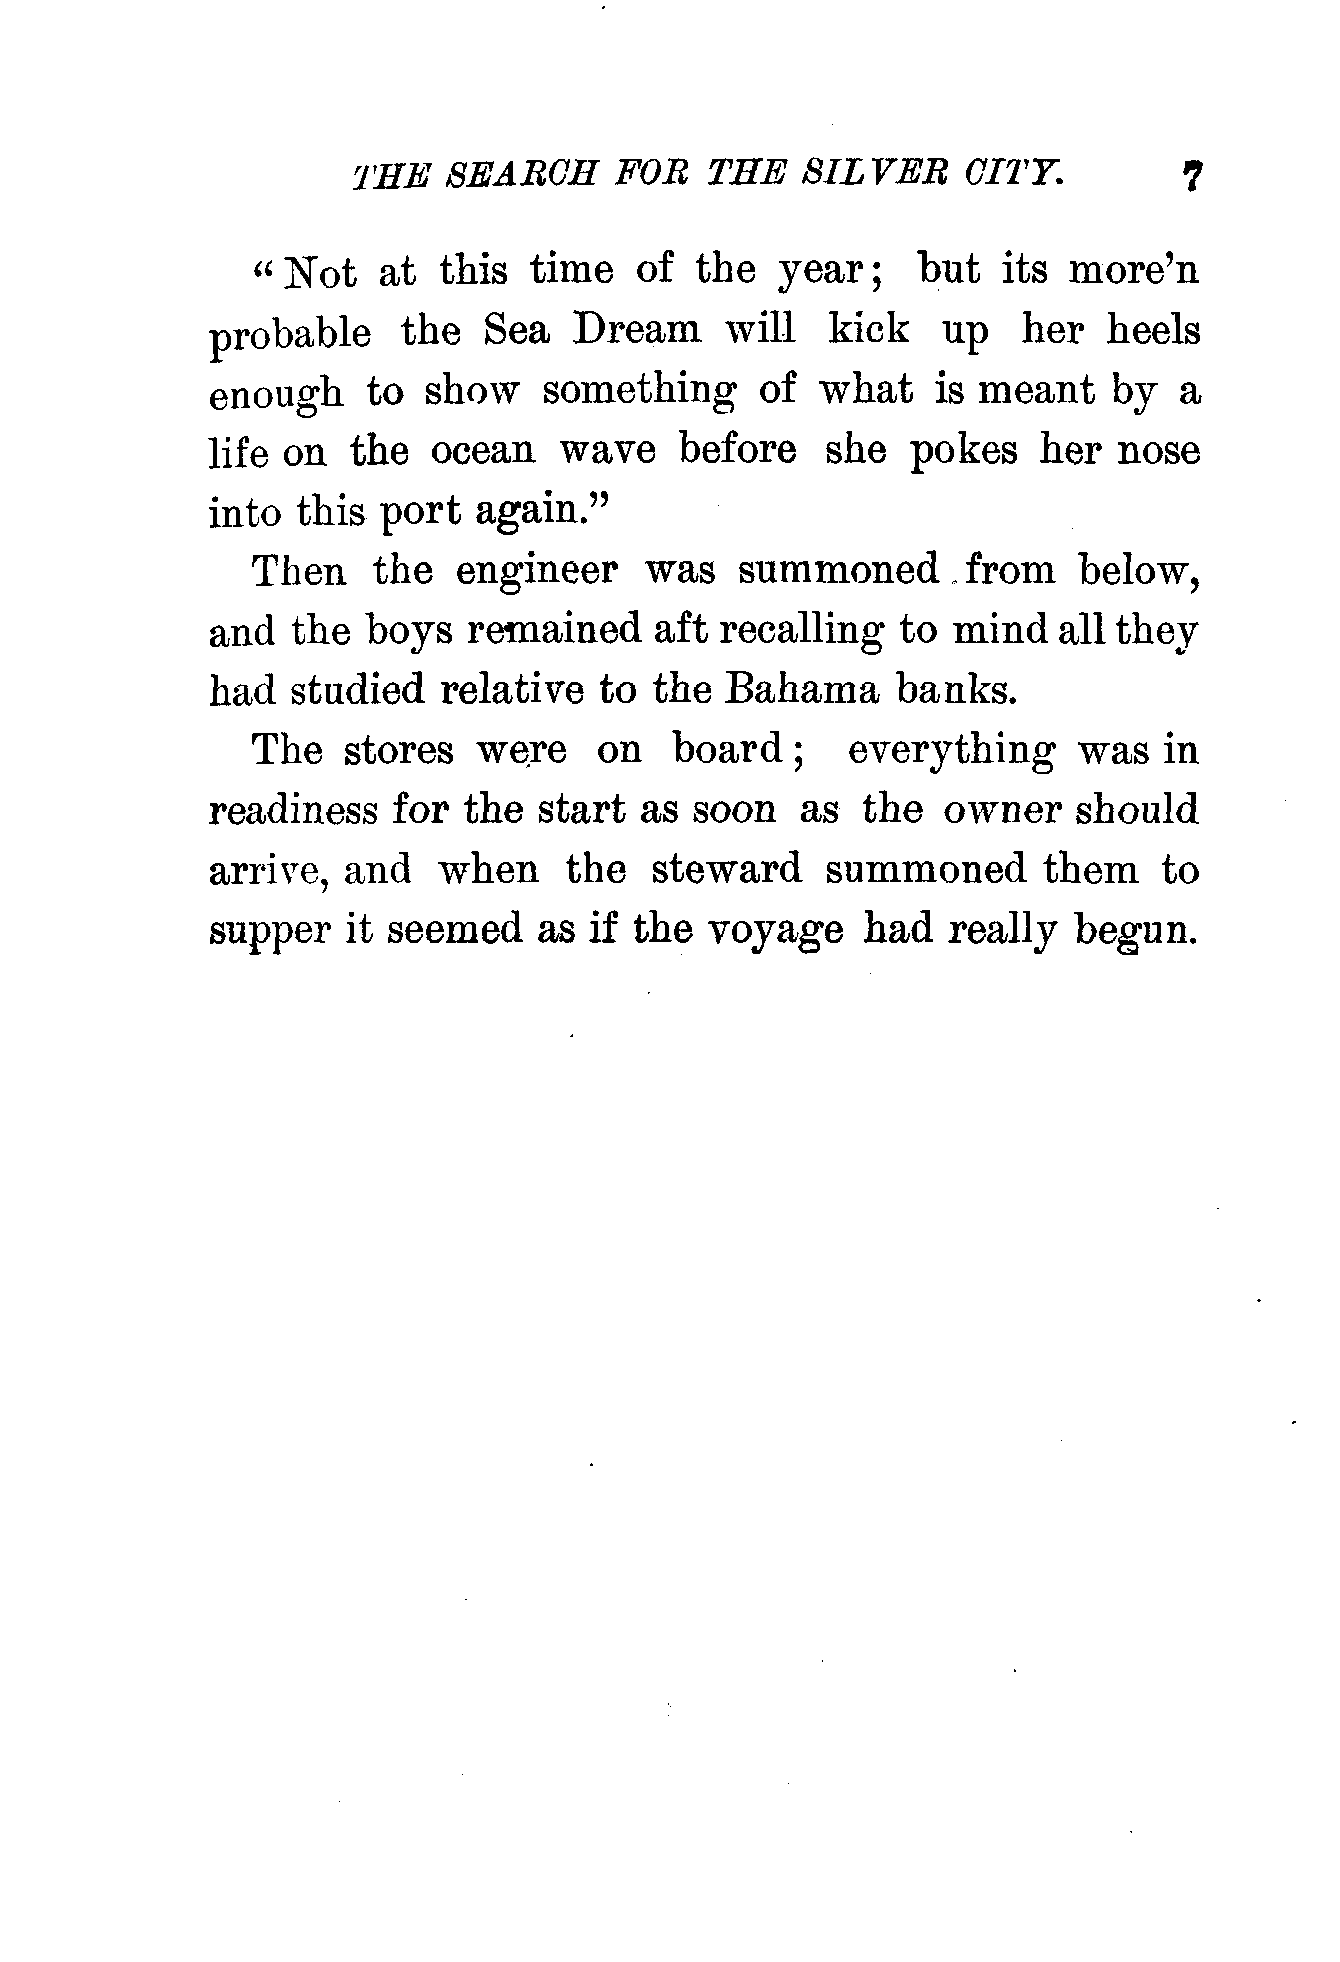 THE SEARCH FOR THE SILVER CITY. 7
“Not at this time of the year; but its more’n
probable the Sea Dream will kick up her heels
enough to show something of what is meant by a
life on the ocean wave before she pokes her nose
into this port again.”
Then the engineer was summoned from below,
and the boys remained aft recalling to mind all they
had studied relative to the Bahama banks.
The stores were on board; everything was in
readiness for the start as soon as the owner should
arrive, and when the steward summoned them to
supper it seemed as if the voyage had really begun.